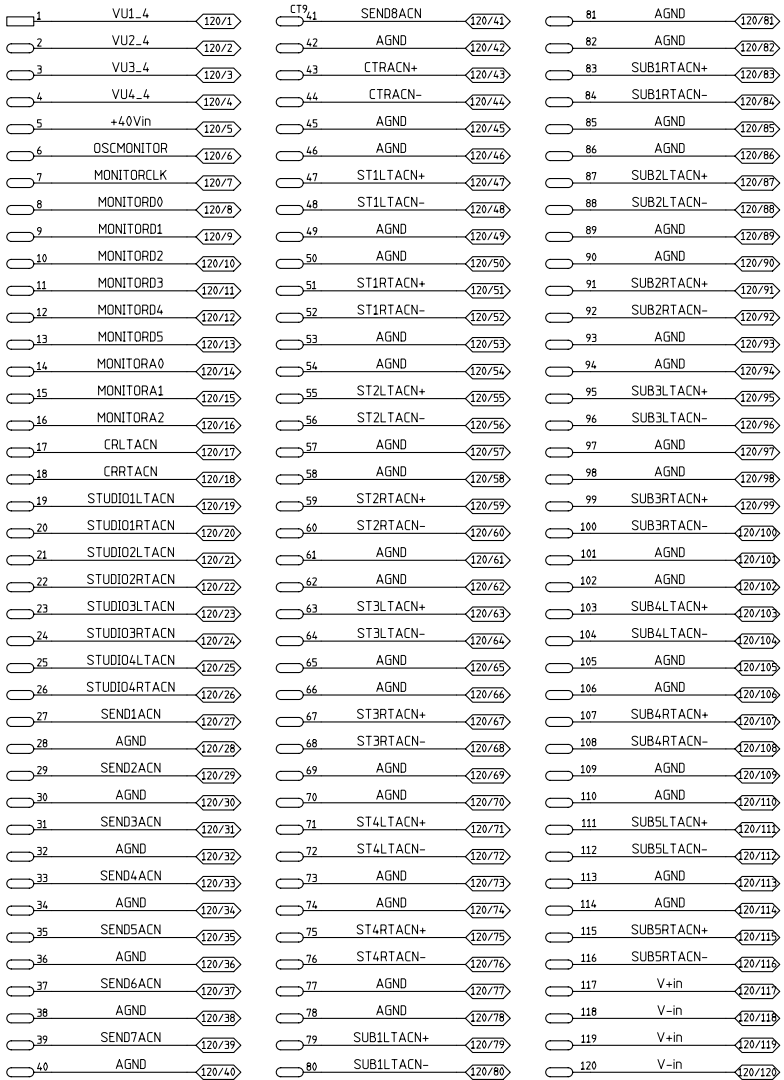 1 VU1_4 120/1
2 VU2_4 120/2
3 VU3_4 120/3
4 VU4_4 120/4
5 +40Vin 120/5
6 OSCMONITOR 120/6
7 MONITORCLK 120/7
8 MONITORD0 120/8
9 MONITORD1 120/9
10 MONITORD2 120/10
11 MONITORD3 120/11
12 MONITORD4 120/12
13 MONITORD5 120/13
14 MONITORA0 120/14
15 MONITORA1 120/15
16 MONITORA2 120/16
17 CRLTACN 120/17
18 CRRTACN 120/18
19 STUDIO1LTACN 120/19
20 STUDIO1RTACN 120/20
21 STUDIO2LTACN 120/21
22 STUDIO2RTACN 120/22
23 STUDIO3LTACN 120/23
24 STUDIO3RTACN 120/24
25 STUDIO4LTACN 120/25
26 STUDIO4RTACN 120/26
27 SEND1ACN 120/27
28 AGND 120/28
29 SEND2ACN 120/29
30 AGND 120/30
31 SEND3ACN 120/31
32 AGND 120/32
33 SEND4ACN 120/33
34 AGND 120/34
35 SEND5ACN 120/35
36 AGND 120/36
37 SEND6ACN 120/37
38 AGND 120/38
39 SEND7ACN 120/39
40 AGND 120/40
CT9
41 SEND8ACN 120/41
42 AGND 120/42
43 CTRACN+ 120/43
44 CTRACN- 120/44
45 AGND 120/45
46 AGND 120/46
47 ST1LTACN+ 120/47
48 ST1LTACN- 120/48
49 AGND 120/49
50 AGND 120/50
51 ST1RTACN+ 120/51
52 ST1RTACN- 120/52
53 AGND 120/53
54 AGND 120/54
55 ST2LTACN+ 120/55
56 ST2LTACN- 120/56
57 AGND 120/57
58 AGND 120/58
59 ST2RTACN+ 120/59
60 ST2RTACN- 120/60
61 AGND 120/61
62 AGND 120/62
63 ST3LTACN+ 120/63
64 ST3LTACN- 120/64
65 AGND 120/65
66 AGND 120/66
67 ST3RTACN+ 120/67
68 ST3RTACN- 120/68
69 AGND 120/69
70 AGND 120/70
71 ST4LTACN+ 120/71
72 ST4LTACN- 120/72
73 AGND 120/73
74 AGND 120/74
75 ST4RTACN+ 120/75
76 ST4RTACN- 120/76
77 AGND 120/77
78 AGND 120/78
79 SUB1LTACN+ 120/79
80 SUB1LTACN- 120/80
81 AGND 120/81
82 AGND 120/82
83 SUB1RTACN+ 120/83
84 SUB1RTACN- 120/84
85 AGND 120/85
86 AGND 120/86
87 SUB2LTACN+ 120/87
88 SUB2LTACN- 120/88
89 AGND 120/89
90 AGND 120/90
91 SUB2RTACN+ 120/91
92 SUB2RTACN- 120/92
93 AGND 120/93
94 AGND 120/94
95 SUB3LTACN+ 120/95
96 SUB3LTACN- 120/96
97 AGND 120/97
98 AGND 120/98
99 SUB3RTACN+ 120/99
100 SUB3RTACN- 120/100
101 AGND 120/101
102 AGND 120/102
103 SUB4LTACN+ 120/103
104 SUB4LTACN- 120/104
105 AGND 120/105
106 AGND 120/106
107 SUB4RTACN+ 120/107
108 SUB4RTACN- 120/108
109 AGND 120/109
110 AGND 120/110
111 SUB5LTACN+ 120/111
112 SUB5LTACN- 120/112
113 AGND 120/113
114 AGND 120/114
115 SUB5RTACN+ 120/115
116 SUB5RTACN- 120/116
117 V+in 120/117
118 V-in 120/118
119 V+in 120/119
120 V-in 120/120